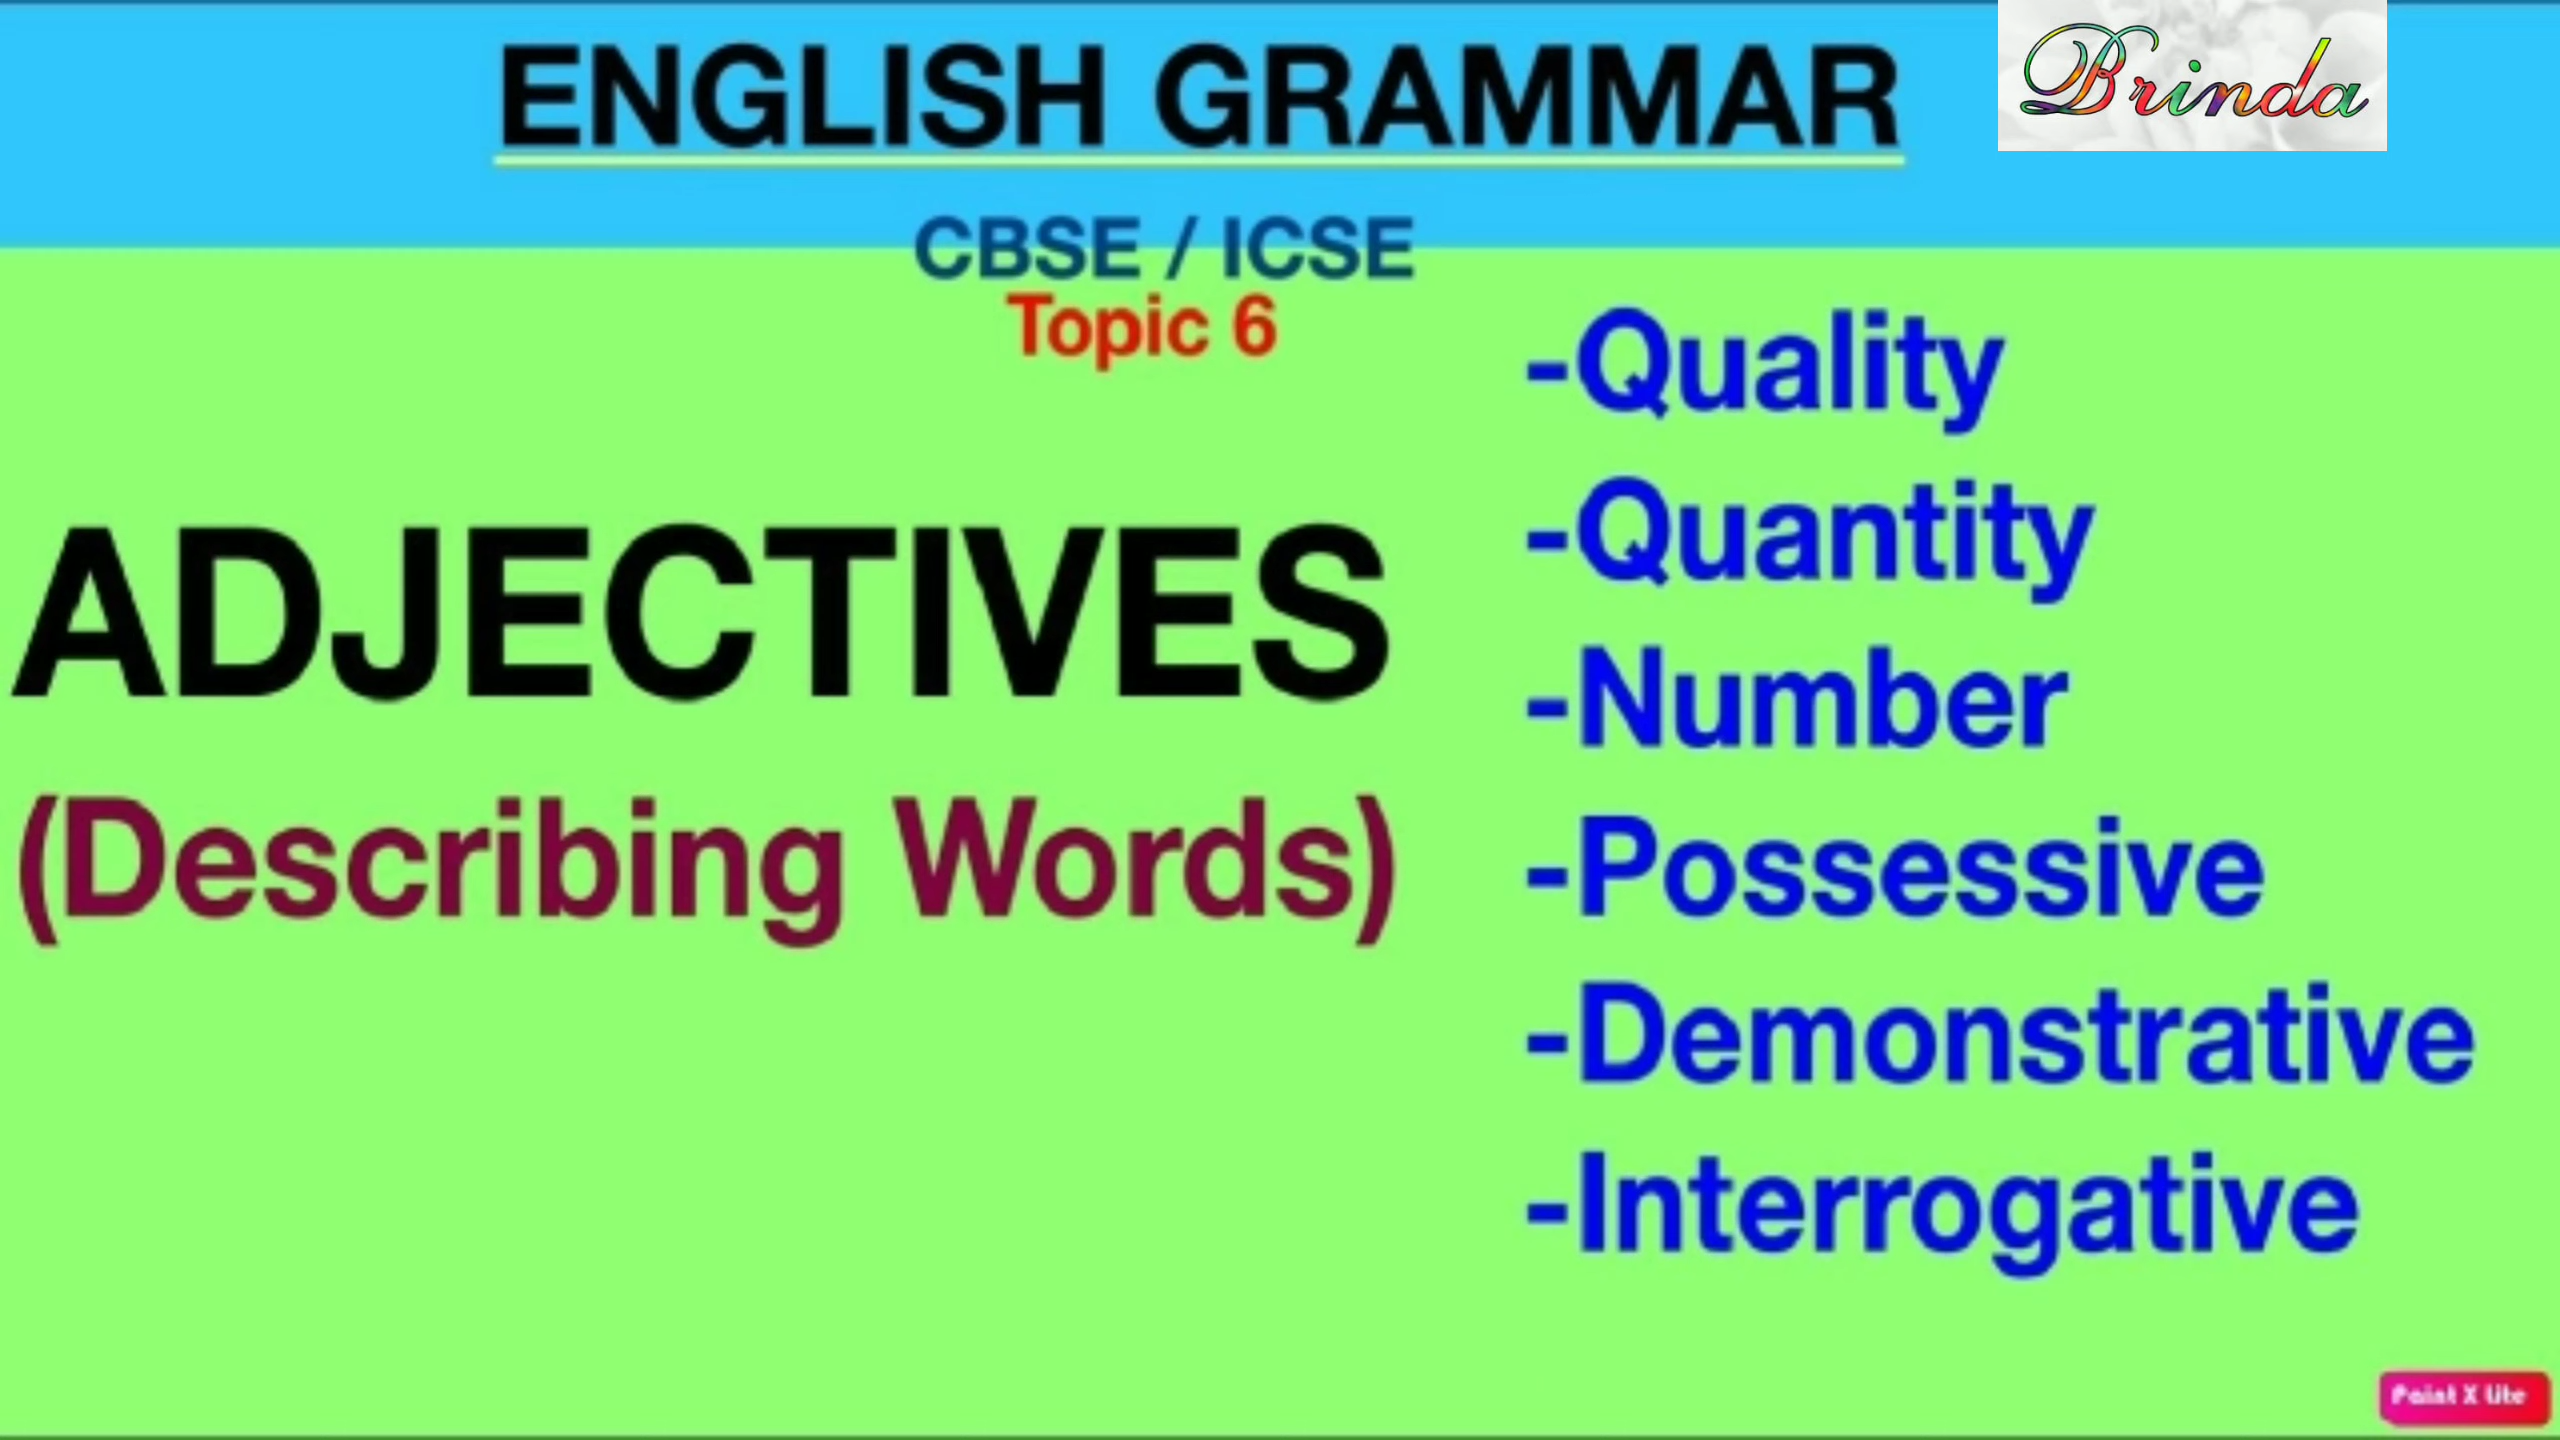 ENGLISH GRAMMAR
Brinda
CBSE / ICSE
Topic 6
ADJECTIVES
(Describing Words)
-Quality
-Quantity
-Number
-Possessive
-Demonstrative
-Interrogative
Paint X Lite